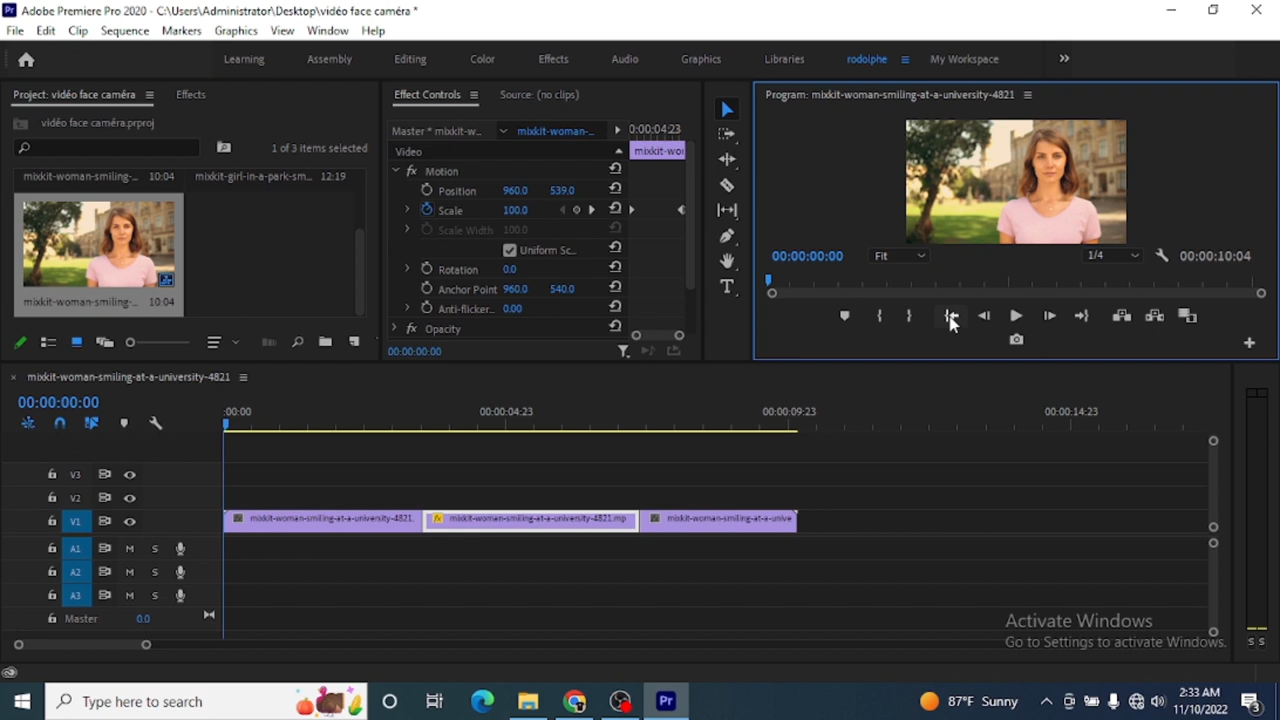 Adobe Premiere Pro 2020 - C:\Users\Administrator\Desktop\vidéo face caméra *
File Edit Clip Sequence Markers Graphics View Window Help
Learning Assembly Editing Color Effects Audio Graphics Libraries rodolphe My Workspace
Project: vidéo face caméra Effects
vidéo face caméra.prproj
1 of 3 items selected
mixkit-woman-smiling-... 10:04 mixkit-girl-in-a-park-sm... 12:19
mixkit-woman-smiling-... 10:04
Effect Controls Source: (no clips)
Master * mixkit-w... mixkit-woman-... 0:00:04:23
Video mixkit-wo
fx Motion
Position 960.0 539.0
Scale 100.0
Scale Width 100.0
Uniform Sc...
Rotation 0.0
Anchor Point 960.0 540.0
Anti-flicker... 0.00
fx Opacity
00:00:00:00
Program: mixkit-woman-smiling-at-a-university-4821
00:00:00:00 Fit 1/4 00:00:10:04
mixkit-woman-smiling-at-a-university-4821
00:00:00:00
:00:00 00:00:04:23 00:00:09:23 00:00:14:23
V3
V2
V1 mixkit-woman-smiling-at-a-university-4821. fx mixkit-woman-smiling-at-a-university-4821.mp mixkit-woman-smiling-at-a-unive
A1 M S
A2 M S
A3 M S
Master 0.0
S S
Activate Windows
Go to Settings to activate Windows.
Type here to search
Pr
87°F Sunny
2:33 AM
11/10/2022
3